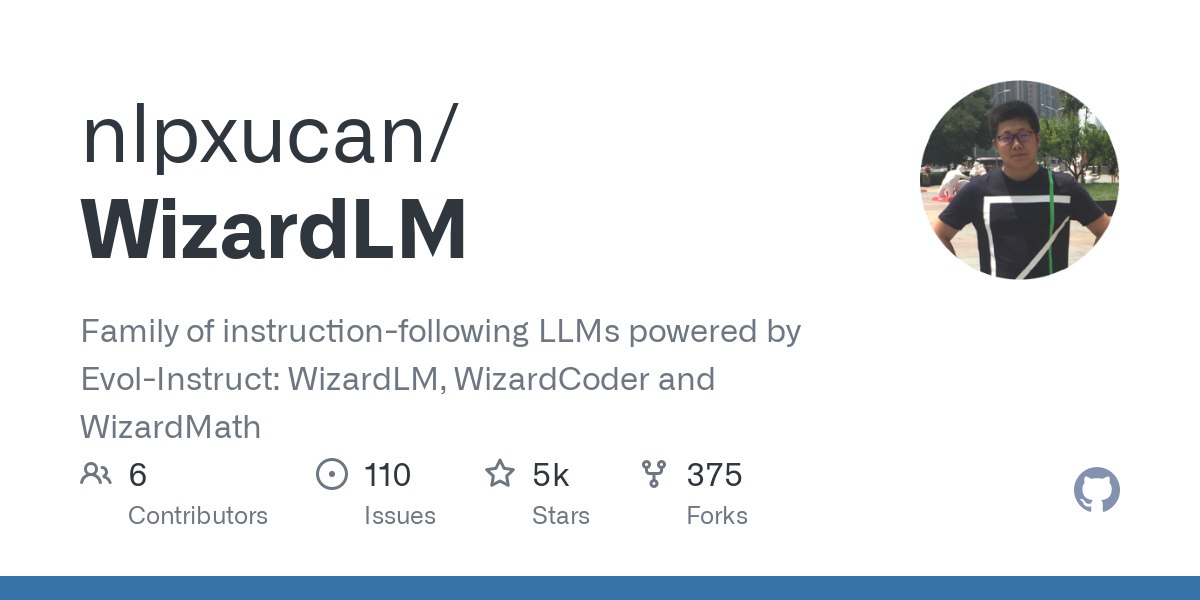 nlpxucan/
WizardLM
Family of instruction-following LLMs powered by
Evol-Instruct: WizardLM, WizardCoder and
WizardMath
6 110 5k 375
Contributors Issues Stars Forks